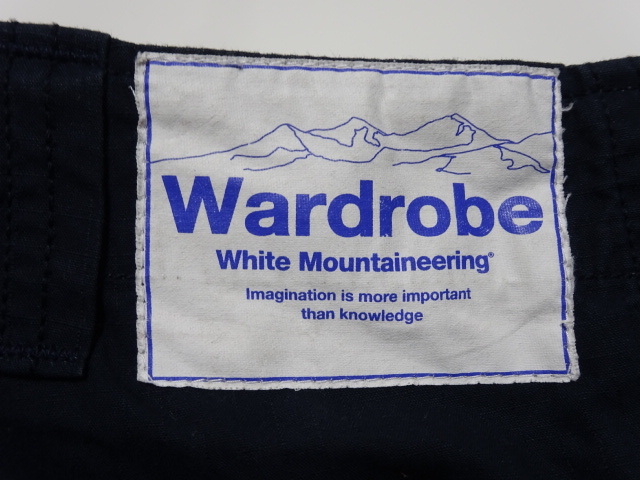 Wardrobe
White Mountaineering®
Imagination is more important
than knowledge